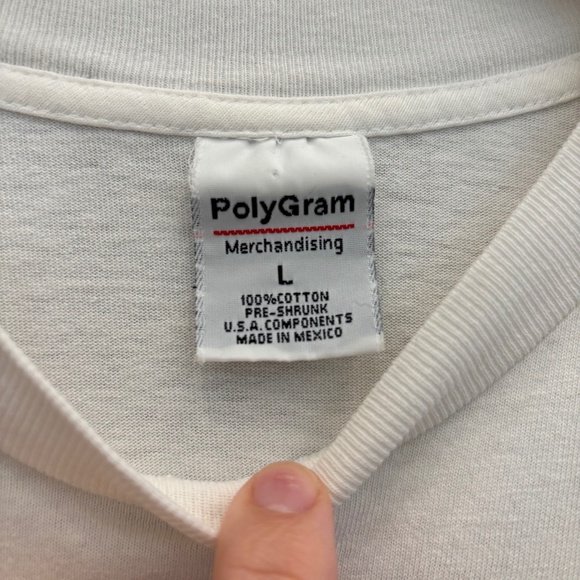 PolyGram
Merchandising
L
100%COTTON
PRE-SHRUNK
U.S.A. COMPONENTS
MADE IN MEXICO